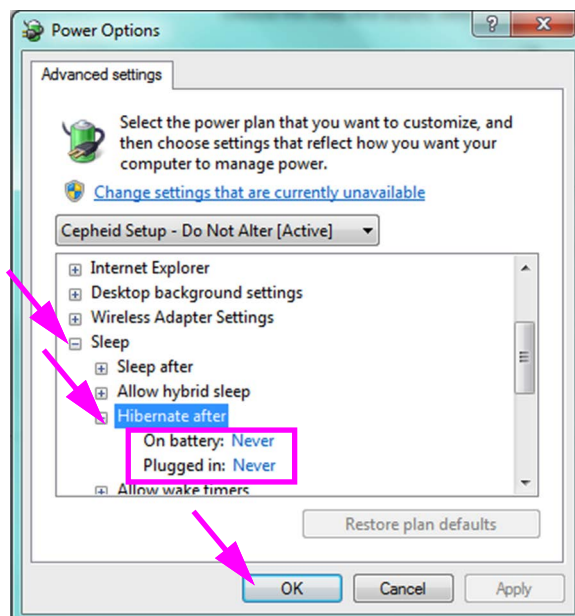 Power Options
Advanced settings
Select the power plan that you want to customize, and
then choose settings that reflect how you want your
computer to manage power.
Change settings that are currently unavailable
Cepheid Setup - Do Not Alter [Active]
Internet Explorer
Desktop background settings
Wireless Adapter Settings
Sleep
Sleep after
Allow hybrid sleep
Hibernate after
On battery: Never
Plugged in: Never
Allow wake timers
Restore plan defaults
OK Cancel Apply